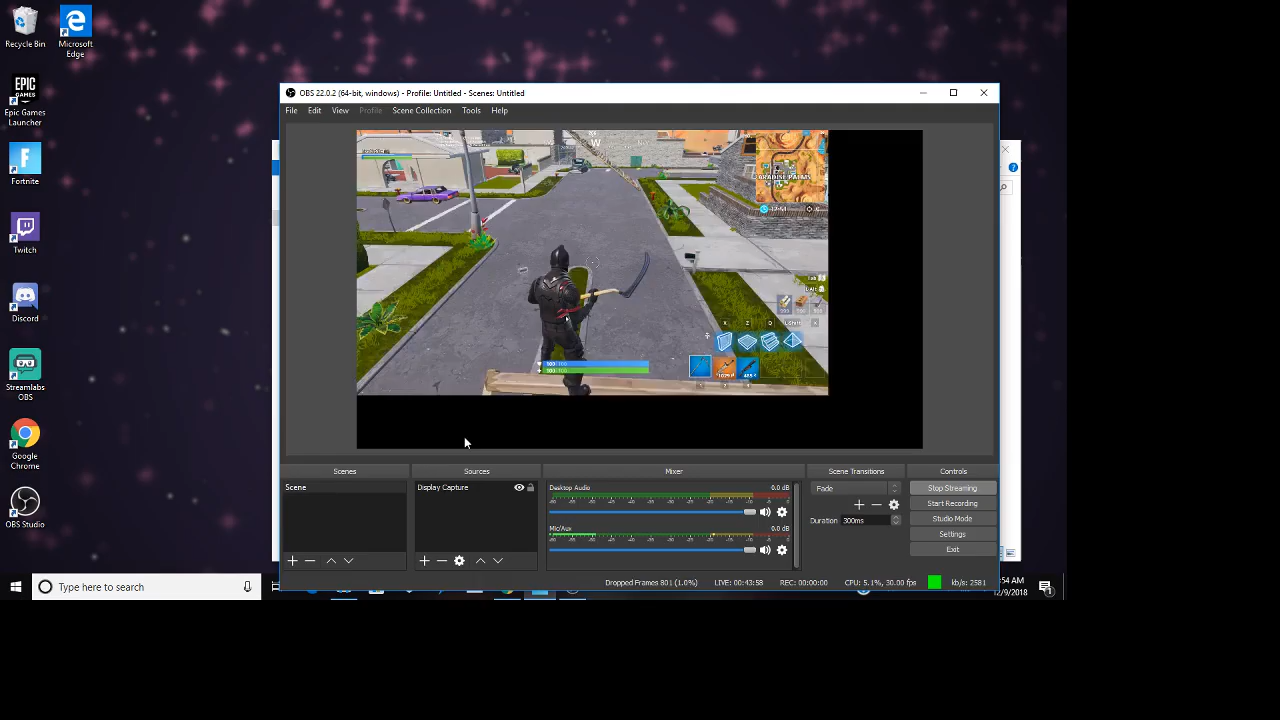 Recycle Bin
Microsoft
Edge
EPIC
GAMES
Epic Games
Launcher
Fortnite
Twitch
Discord
Streamlabs
OBS
Google
Chrome
OBS Studio
OBS 22.0.2 (64-bit, windows) - Profile: Untitled - Scenes: Untitled
File Edit View Profile Scene Collection Tools Help
W
PARADISE PALMS
Scenes
Scene
Sources
Display Capture
Mixer
Desktop Audio 0.0 dB
Mic/Aux 0.0 dB
Scene Transitions
Fade
Duration 300ms
Controls
Stop Streaming
Start Recording
Studio Mode
Settings
Exit
Dropped Frames 801 (1.0%) LIVE: 00:43:58 REC: 00:00:00 CPU: 5.1%, 30.00 fps kb/s: 2581
Type here to search
:54 AM
12/9/2018